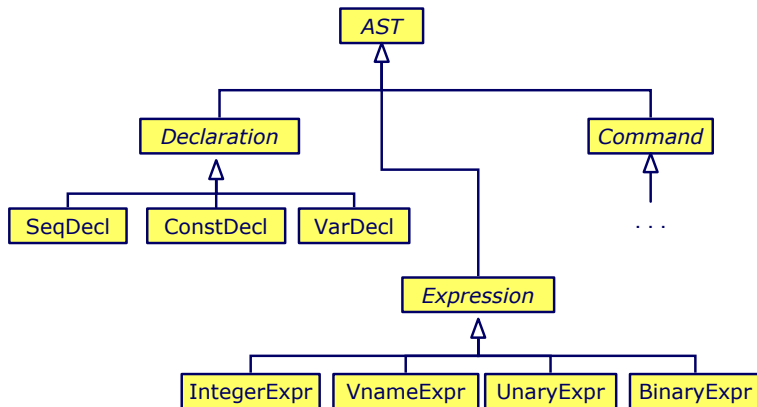 AST
Declaration
Command
SeqDecl
ConstDecl
VarDecl
...
Expression
IntegerExpr
VnameExpr
UnaryExpr
BinaryExpr